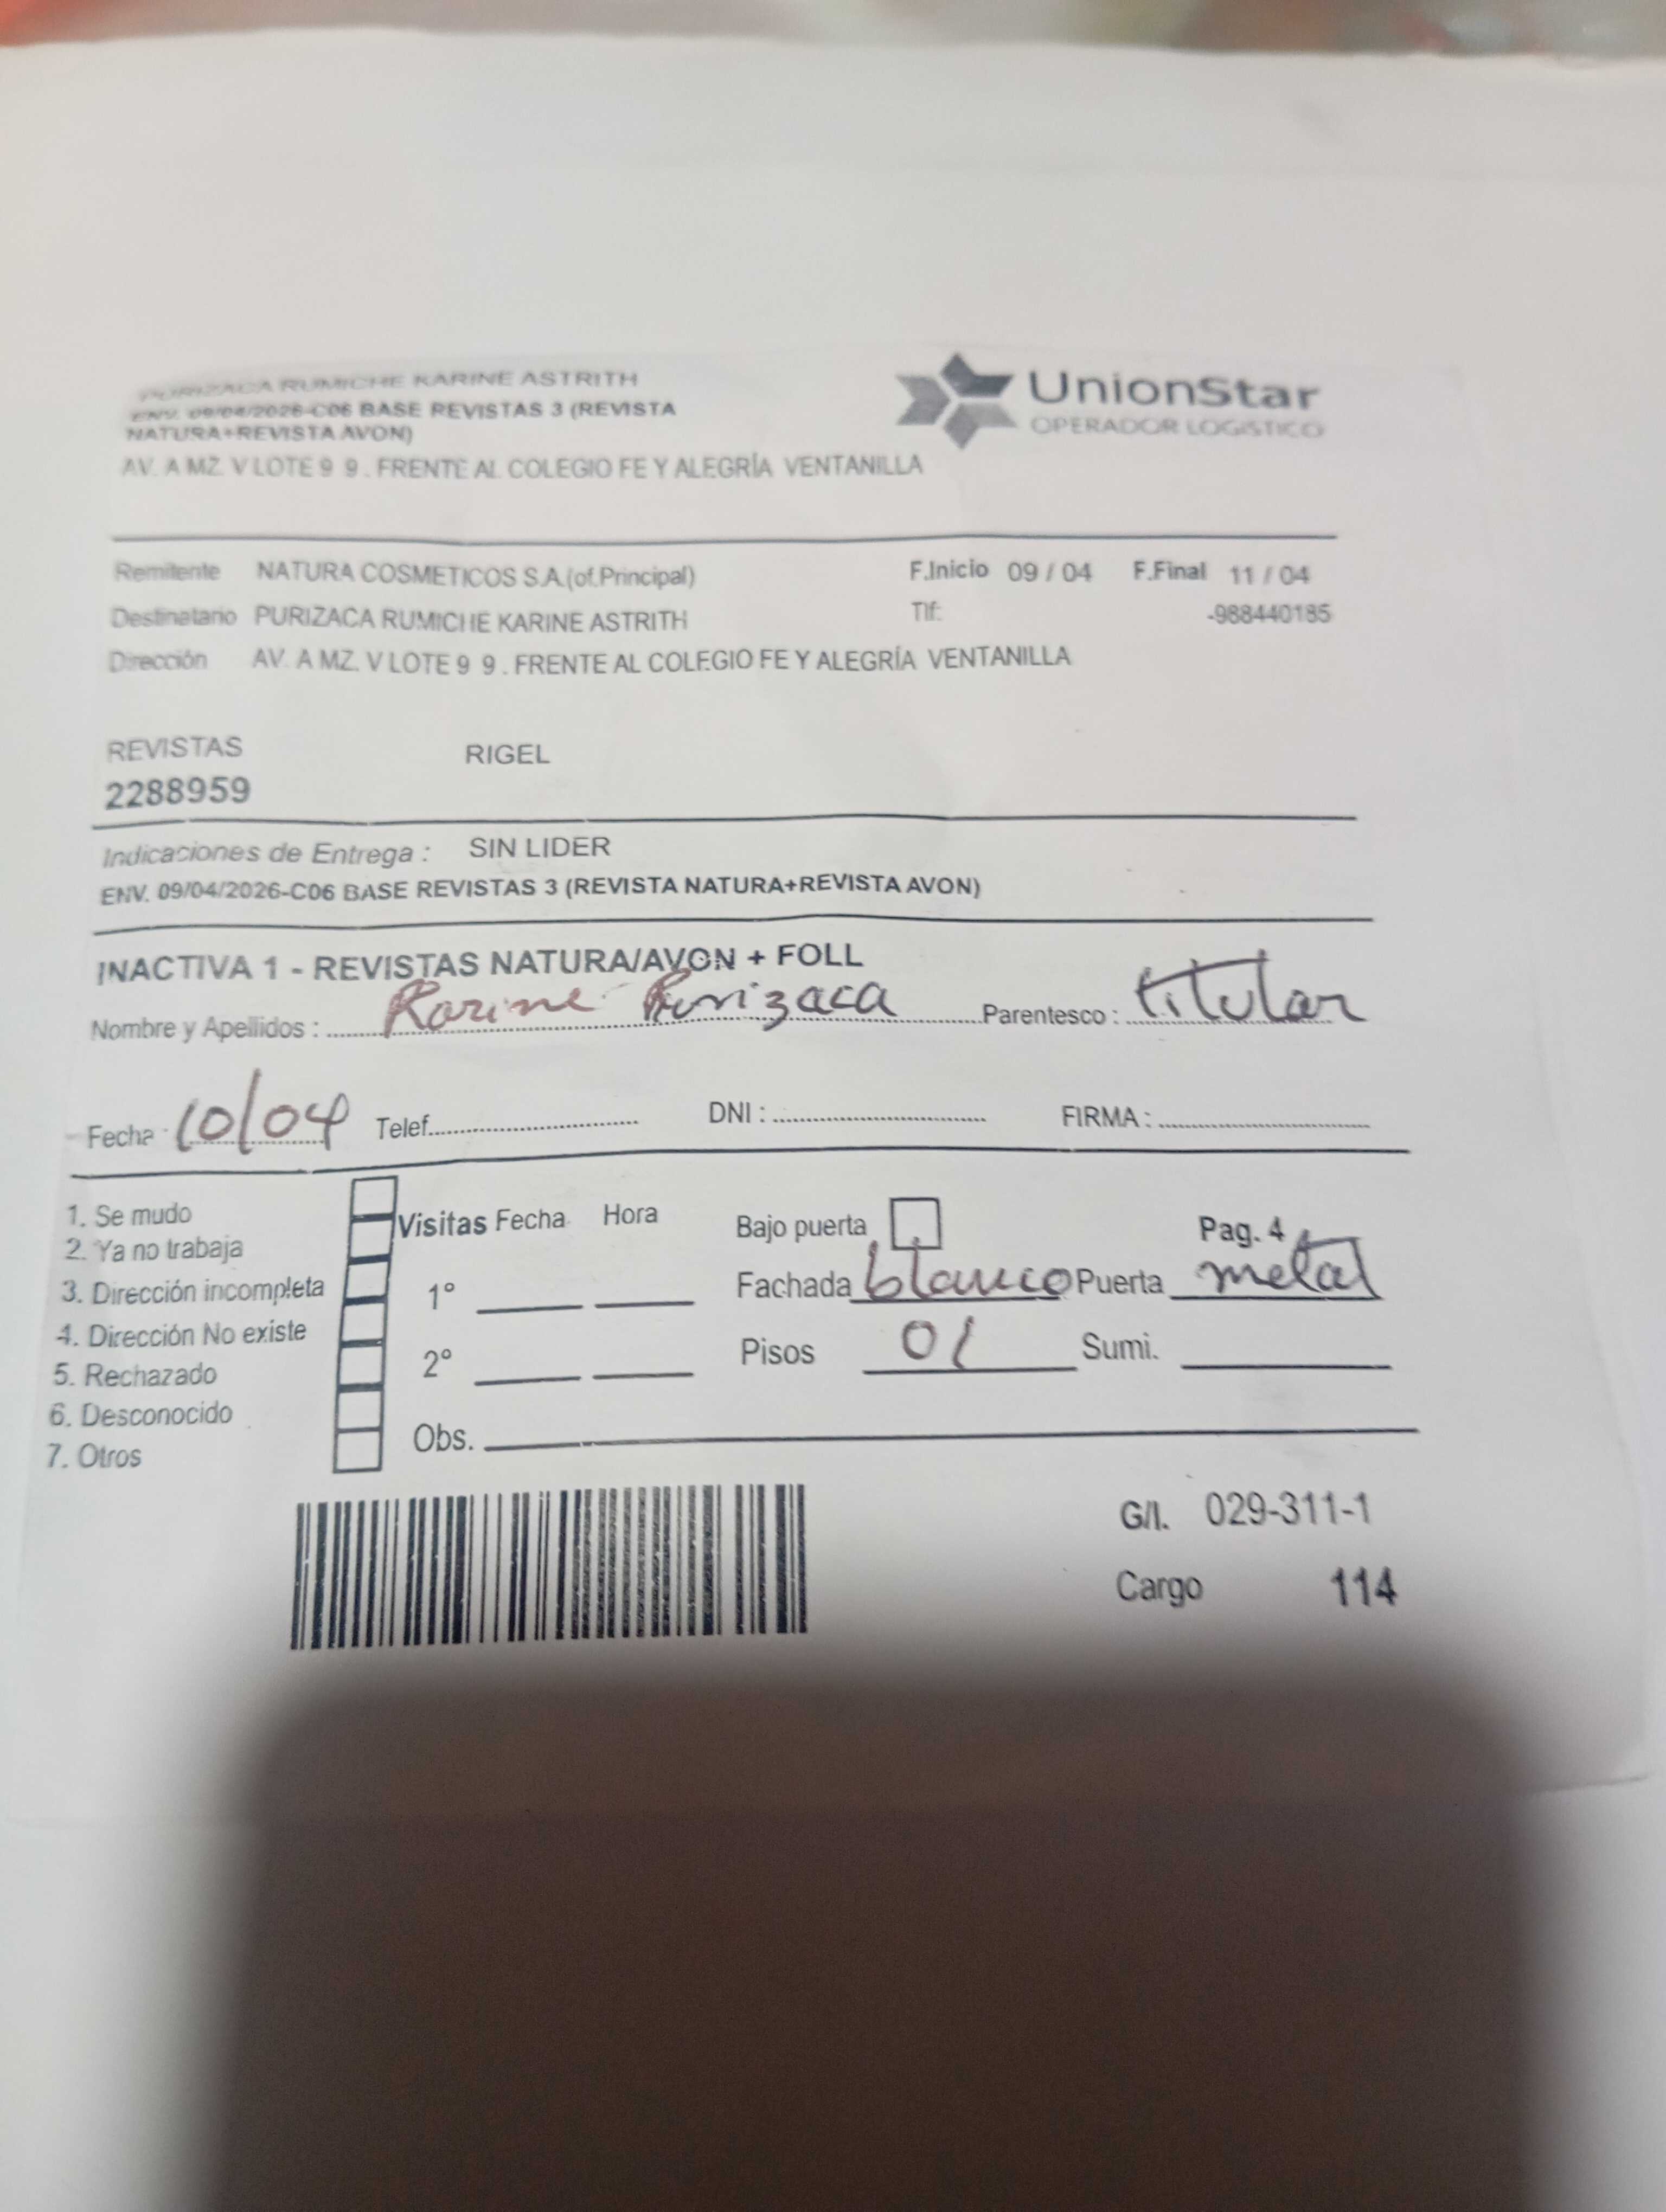 PURIZACA RUMICHE KARINE ASTRITH
ENV. 09/04/2026-C06 BASE REVISTAS 3 (REVISTA
NATURA+REVISTA AVON)
AV. A MZ. V LOTE 9 9 . FRENTE AL COLEGIO FE Y ALEGRÍA VENTANILLA
UnionStar
OPERADOR LOGISTICO
Remitente NATURA COSMETICOS S.A.(of.Principal) F.Inicio 09 / 04 F.Final 11 / 04
Destinatario PURIZACA RUMICHE KARINE ASTRITH Tlf: -988440185
Dirección AV. A MZ. V LOTE 9 9 . FRENTE AL COLEGIO FE Y ALEGRÍA VENTANILLA
REVISTAS RIGEL
2288959
Indicaciones de Entrega : SIN LIDER
ENV. 09/04/2026-C06 BASE REVISTAS 3 (REVISTA NATURA+REVISTA AVON)
INACTIVA 1 - REVISTAS NATURA/AVON + FOLL
Nombre y Apellidos : Karine Purizaca Parentesco : titular
Fecha 10/04 Telef. DNI : FIRMA :
1. Se mudo
2. Ya no trabaja
3. Dirección incompleta
4. Dirección No existe
5. Rechazado
6. Desconocido
7. Otros
Visitas Fecha Hora
1°
2°
Obs.
Bajo puerta Pag. 4
Fachada blanco Puerta metal
Pisos 01 Sumi.
G/I. 029-311-1
Cargo 114